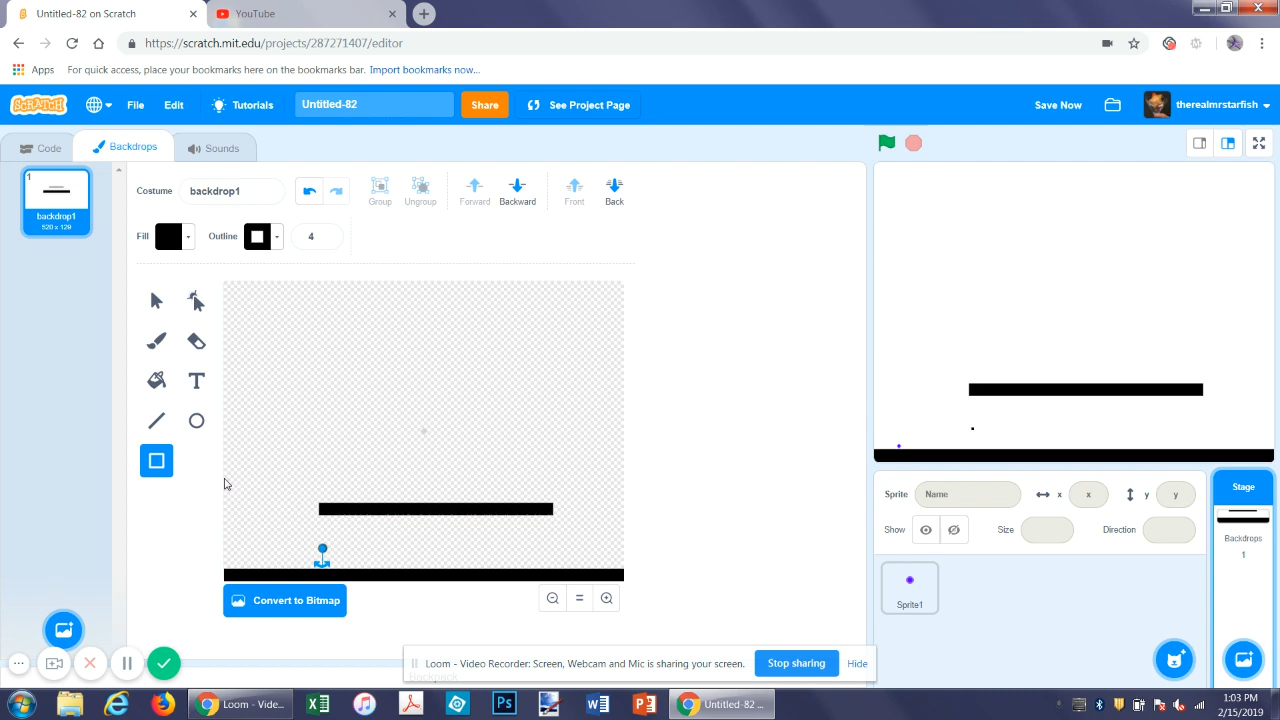 Untitled-82 on Scratch
YouTube
https://scratch.mit.edu/projects/287271407/editor
Apps
For quick access, place your bookmarks here on the bookmarks bar. Import bookmarks now...
SCRATCH
File
Edit
Tutorials
Untitled-82
Share
See Project Page
Save Now
therealmrstarfish
Code
Backdrops
Sounds
1
backdrop1
520 x 129
Costume
backdrop1
Group
Ungroup
Forward
Backward
Front
Back
Fill
Outline
4
Convert to Bitmap
Sprite
Name
x
x
y
y
Show
Size
Direction
Sprite1
Stage
Backdrops
1
Loom - Video Recorder: Screen, Webcam and Mic is sharing your screen.
Stop sharing
Hide
Backpack
Loom - Vide...
Ps
Untitled-82 ...
1:03 PM
2/15/2019